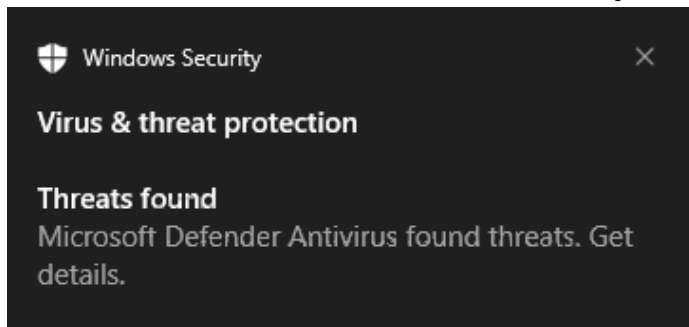 Windows Security
Virus & threat protection
Threats found
Microsoft Defender Antivirus found threats. Get
details.